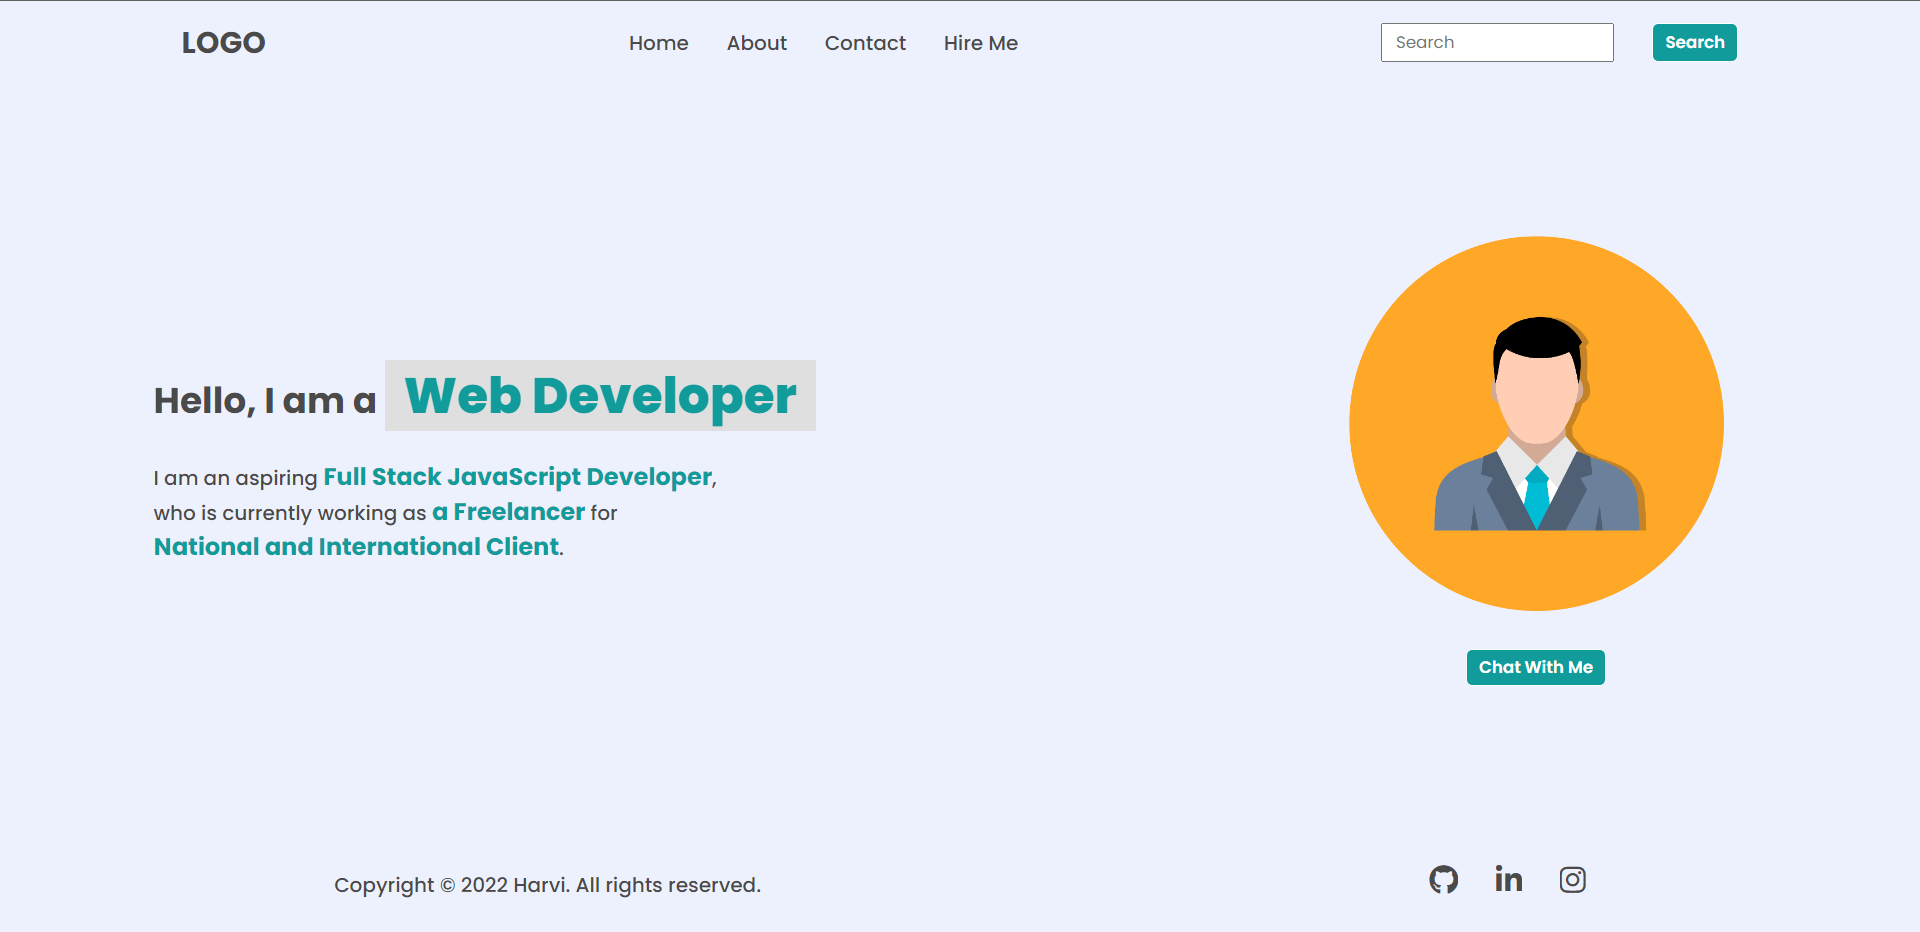 LOGO
Home About Contact Hire Me
Search
Search
Hello, I am a Web Developer
I am an aspiring Full Stack JavaScript Developer,
who is currently working as a Freelancer for
National and International Client.
Chat With Me
Copyright © 2022 Harvi. All rights reserved.
in